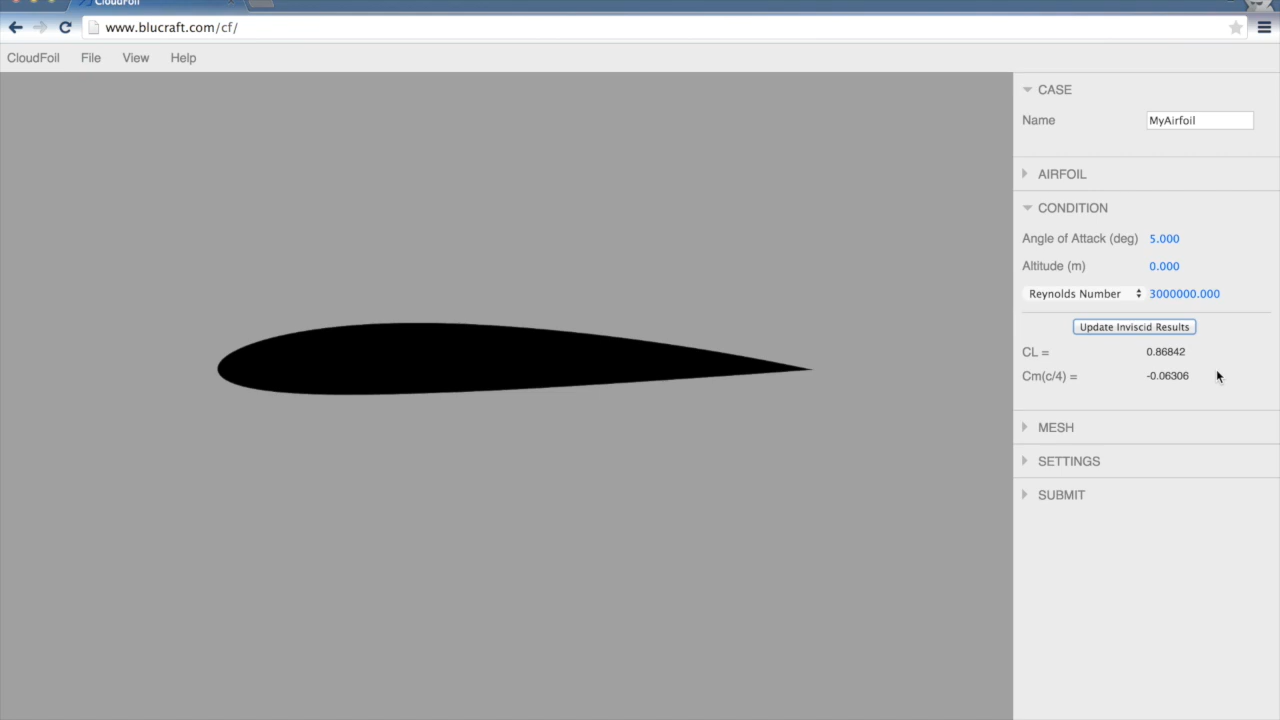 CloudFoil
www.blucraft.com/cf/
CloudFoil File View Help
CASE
Name MyAirfoil
AIRFOIL
CONDITION
Angle of Attack (deg) 5.000
Altitude (m) 0.000
Reynolds Number 3000000.000
Update Inviscid Results
CL = 0.86842
Cm(c/4) = -0.06306
MESH
SETTINGS
SUBMIT